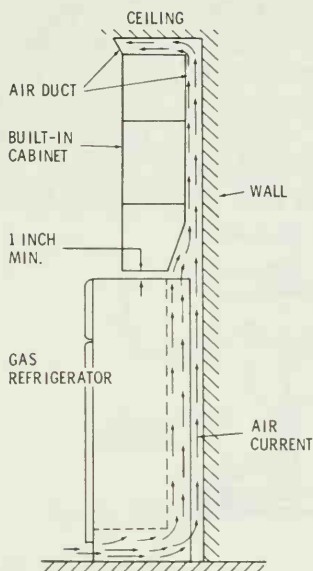 CEILING
AIR DUCT
BUILT-IN
CABINET
WALL
1 INCH
MIN.
GAS
REFRIGERATOR
AIR
CURRENT